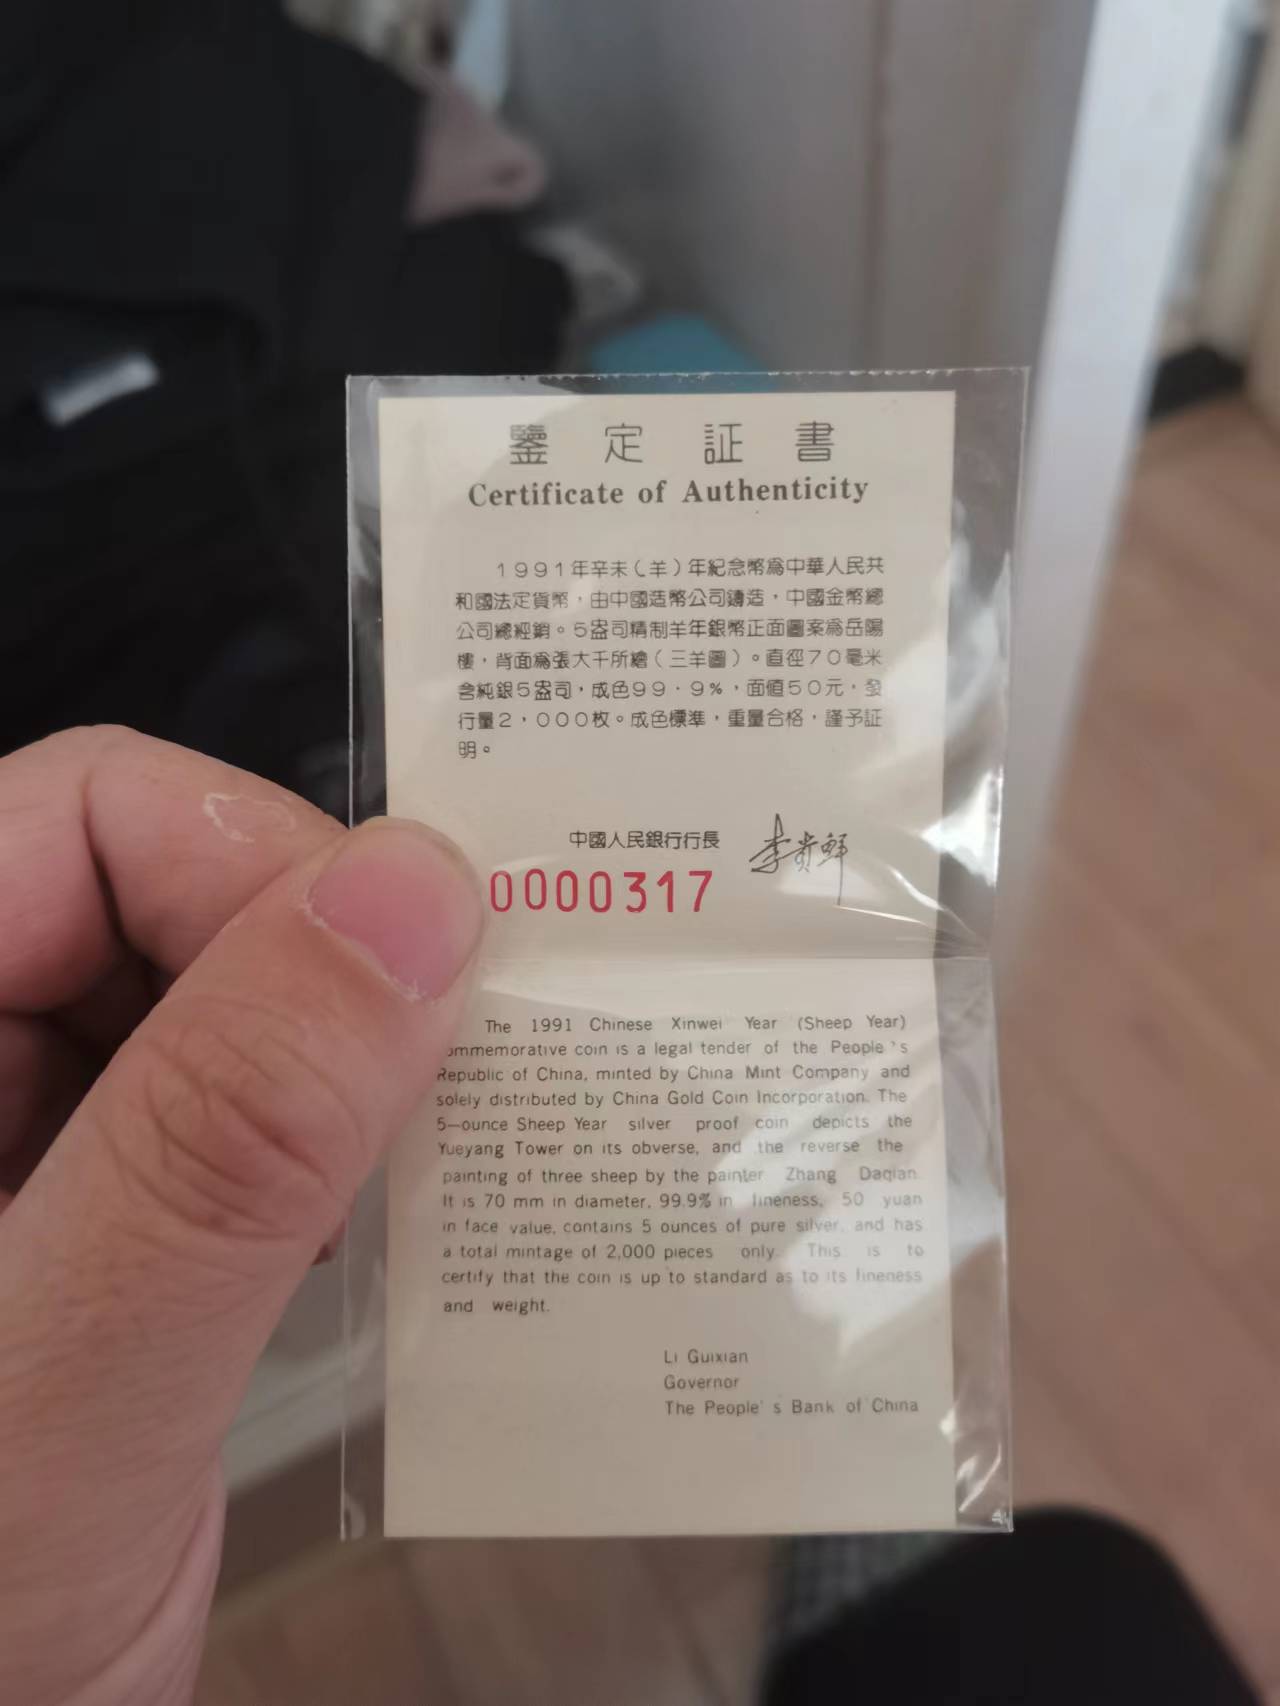 鑒定証書
Certificate of Authenticity
1991年辛未(羊)年紀念幣為中華人民共
和國法定貨幣，由中國造幣公司鑄造，中國金幣總
公司總經銷。5盎司精制羊年銀幣正面圖案為岳陽
樓，背面為張大千所繪(三羊圖)。直徑70毫米
含純銀5盎司，成色99.9%，面值50元，發
行量2，000枚。成色標準，重量合格，謹予証
明。
中國人民銀行行長 李貴鮮
0000317
The 1991 Chinese Xinwei Year (Sheep Year)
ommemorative coin is a legal tender of the People's
Republic of China, minted by China Mint Company and
solely distributed by China Gold Coin Incorporation. The
5-ounce Sheep Year silver proof coin depicts the
Yueyang Tower on its obverse, and the reverse the
painting of three sheep by the painter Zhang Daqian.
It is 70 mm in diameter, 99.9% in fineness, 50 yuan
in face value, contains 5 ounces of pure silver, and has
a total mintage of 2,000 pieces only. This is to
certify that the coin is up to standard as to its fineness
and weight.
Li Guixian
Governor
The People's Bank of China